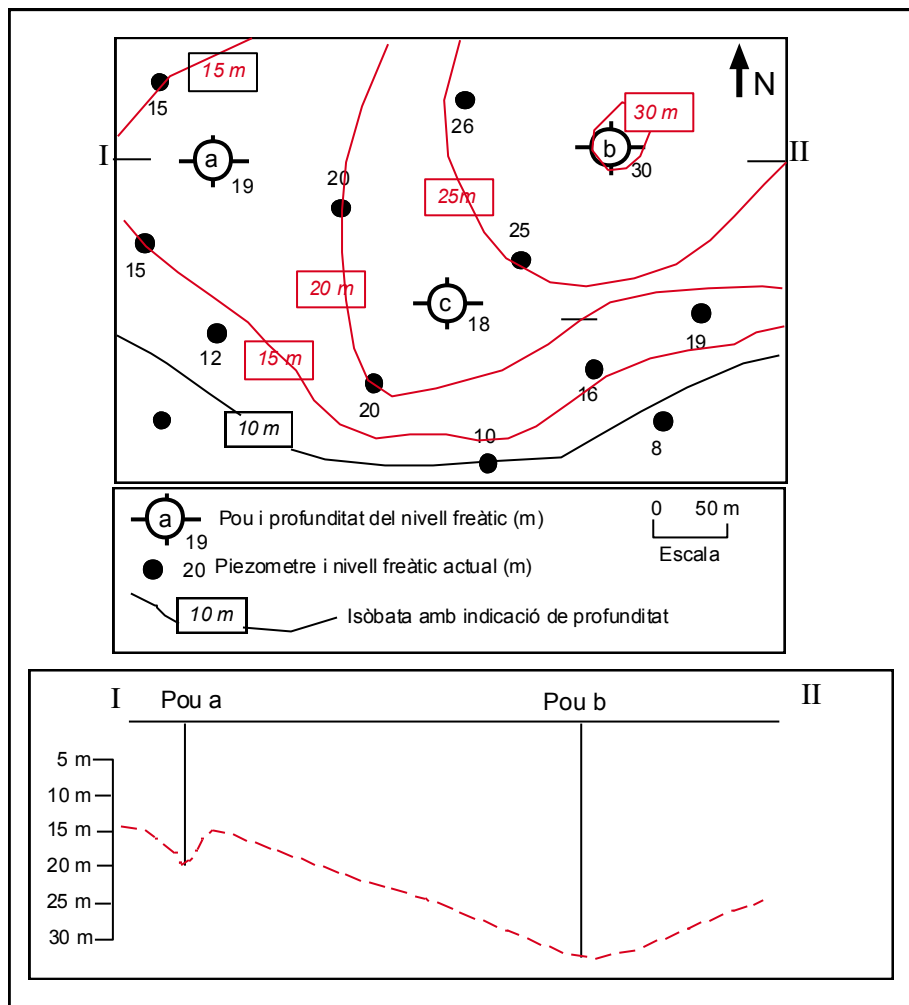 15 m
N
15
26
30 m
I
a
b
II
19
20
30
25m
15
25
20 m
c
18
12
15 m
19
16
20
10 m
10
8
a
19
Pou i profunditat del nivell freàtic (m)
0 50 m
Escala
20 Piezometre i nivell freàtic actual (m)
10 m
Isòbata amb indicació de profunditat
I Pou a Pou b II
5 m
10 m
15 m
20 m
25 m
30 m